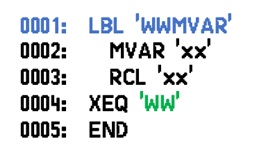 0001: LBL 'WWMVAR'
0002: MVAR 'xx'
0003: RCL 'xx'
0004: XEQ 'WW'
0005: END